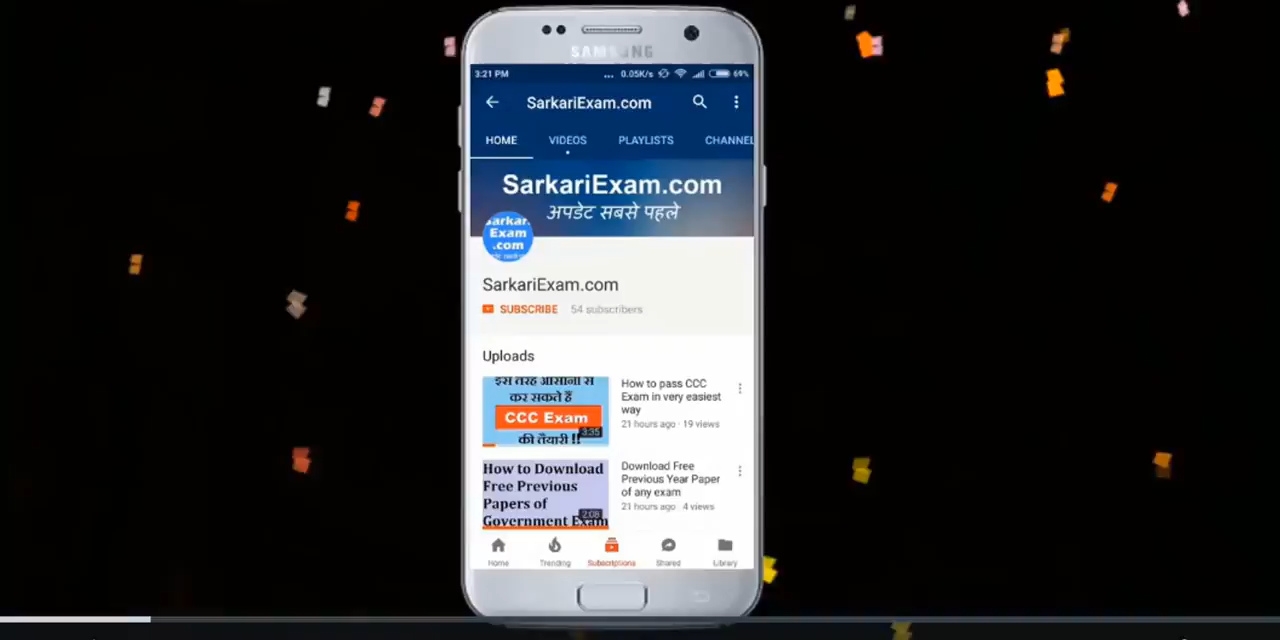 SAMSUNG
3:21 PM ... 0.05K/s 69%
SarkariExam.com
HOME VIDEOS PLAYLISTS CHANNEL
SarkariExam.com
अपडेट सबसे पहले
Sarkari
Exam
.com
SarkariExam.com
SUBSCRIBE 54 subscribers
Uploads
इस तरह आसानी से
कर सकते हैं
CCC Exam
की तैयारी !!
3:35
How to pass CCC
Exam in very easiest
way
21 hours ago · 19 views
How to Download
Free Previous
Papers of
Government Exam
2:08
Download Free
Previous Year Paper
of any exam
21 hours ago · 4 views
Home Trending Subscriptions Shared Library